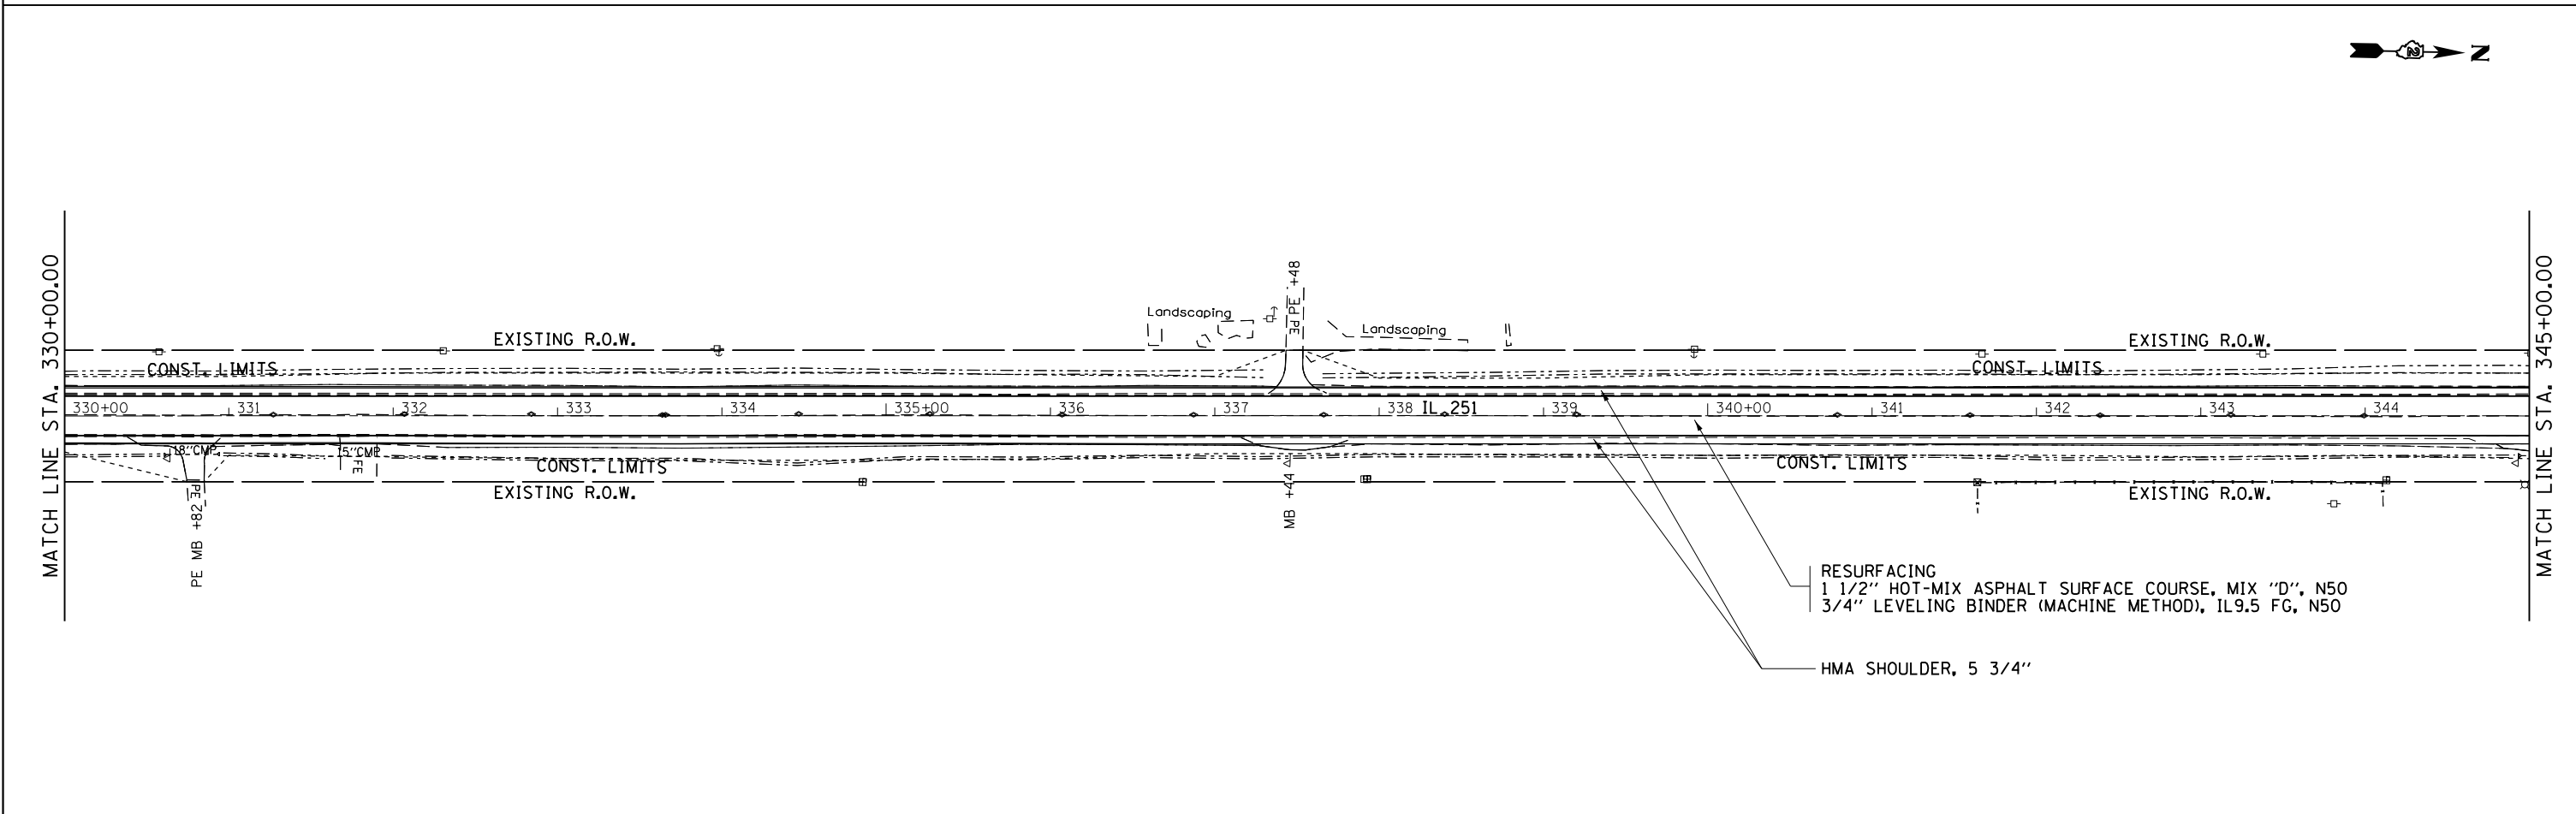 N
MATCH LINE STA. 330+00.00
MATCH LINE STA. 345+00.00
PE +48
PE
Landscaping
Landscaping
EXISTING R.O.W.
EXISTING R.O.W.
CONST. LIMITS
CONST. LIMITS
330+00 331 332 333 334 335+00 336 337 338 IL 251 339 340+00 341 342 343 344
18"CMP
15"CMP
FE
CONST. LIMITS
CONST. LIMITS
EXISTING R.O.W.
EXISTING R.O.W.
PE
PE MB +82
MB +44
RESURFACING
1 1/2" HOT-MIX ASPHALT SURFACE COURSE, MIX "D", N50
3/4" LEVELING BINDER (MACHINE METHOD), IL9.5 FG, N50
HMA SHOULDER, 5 3/4"